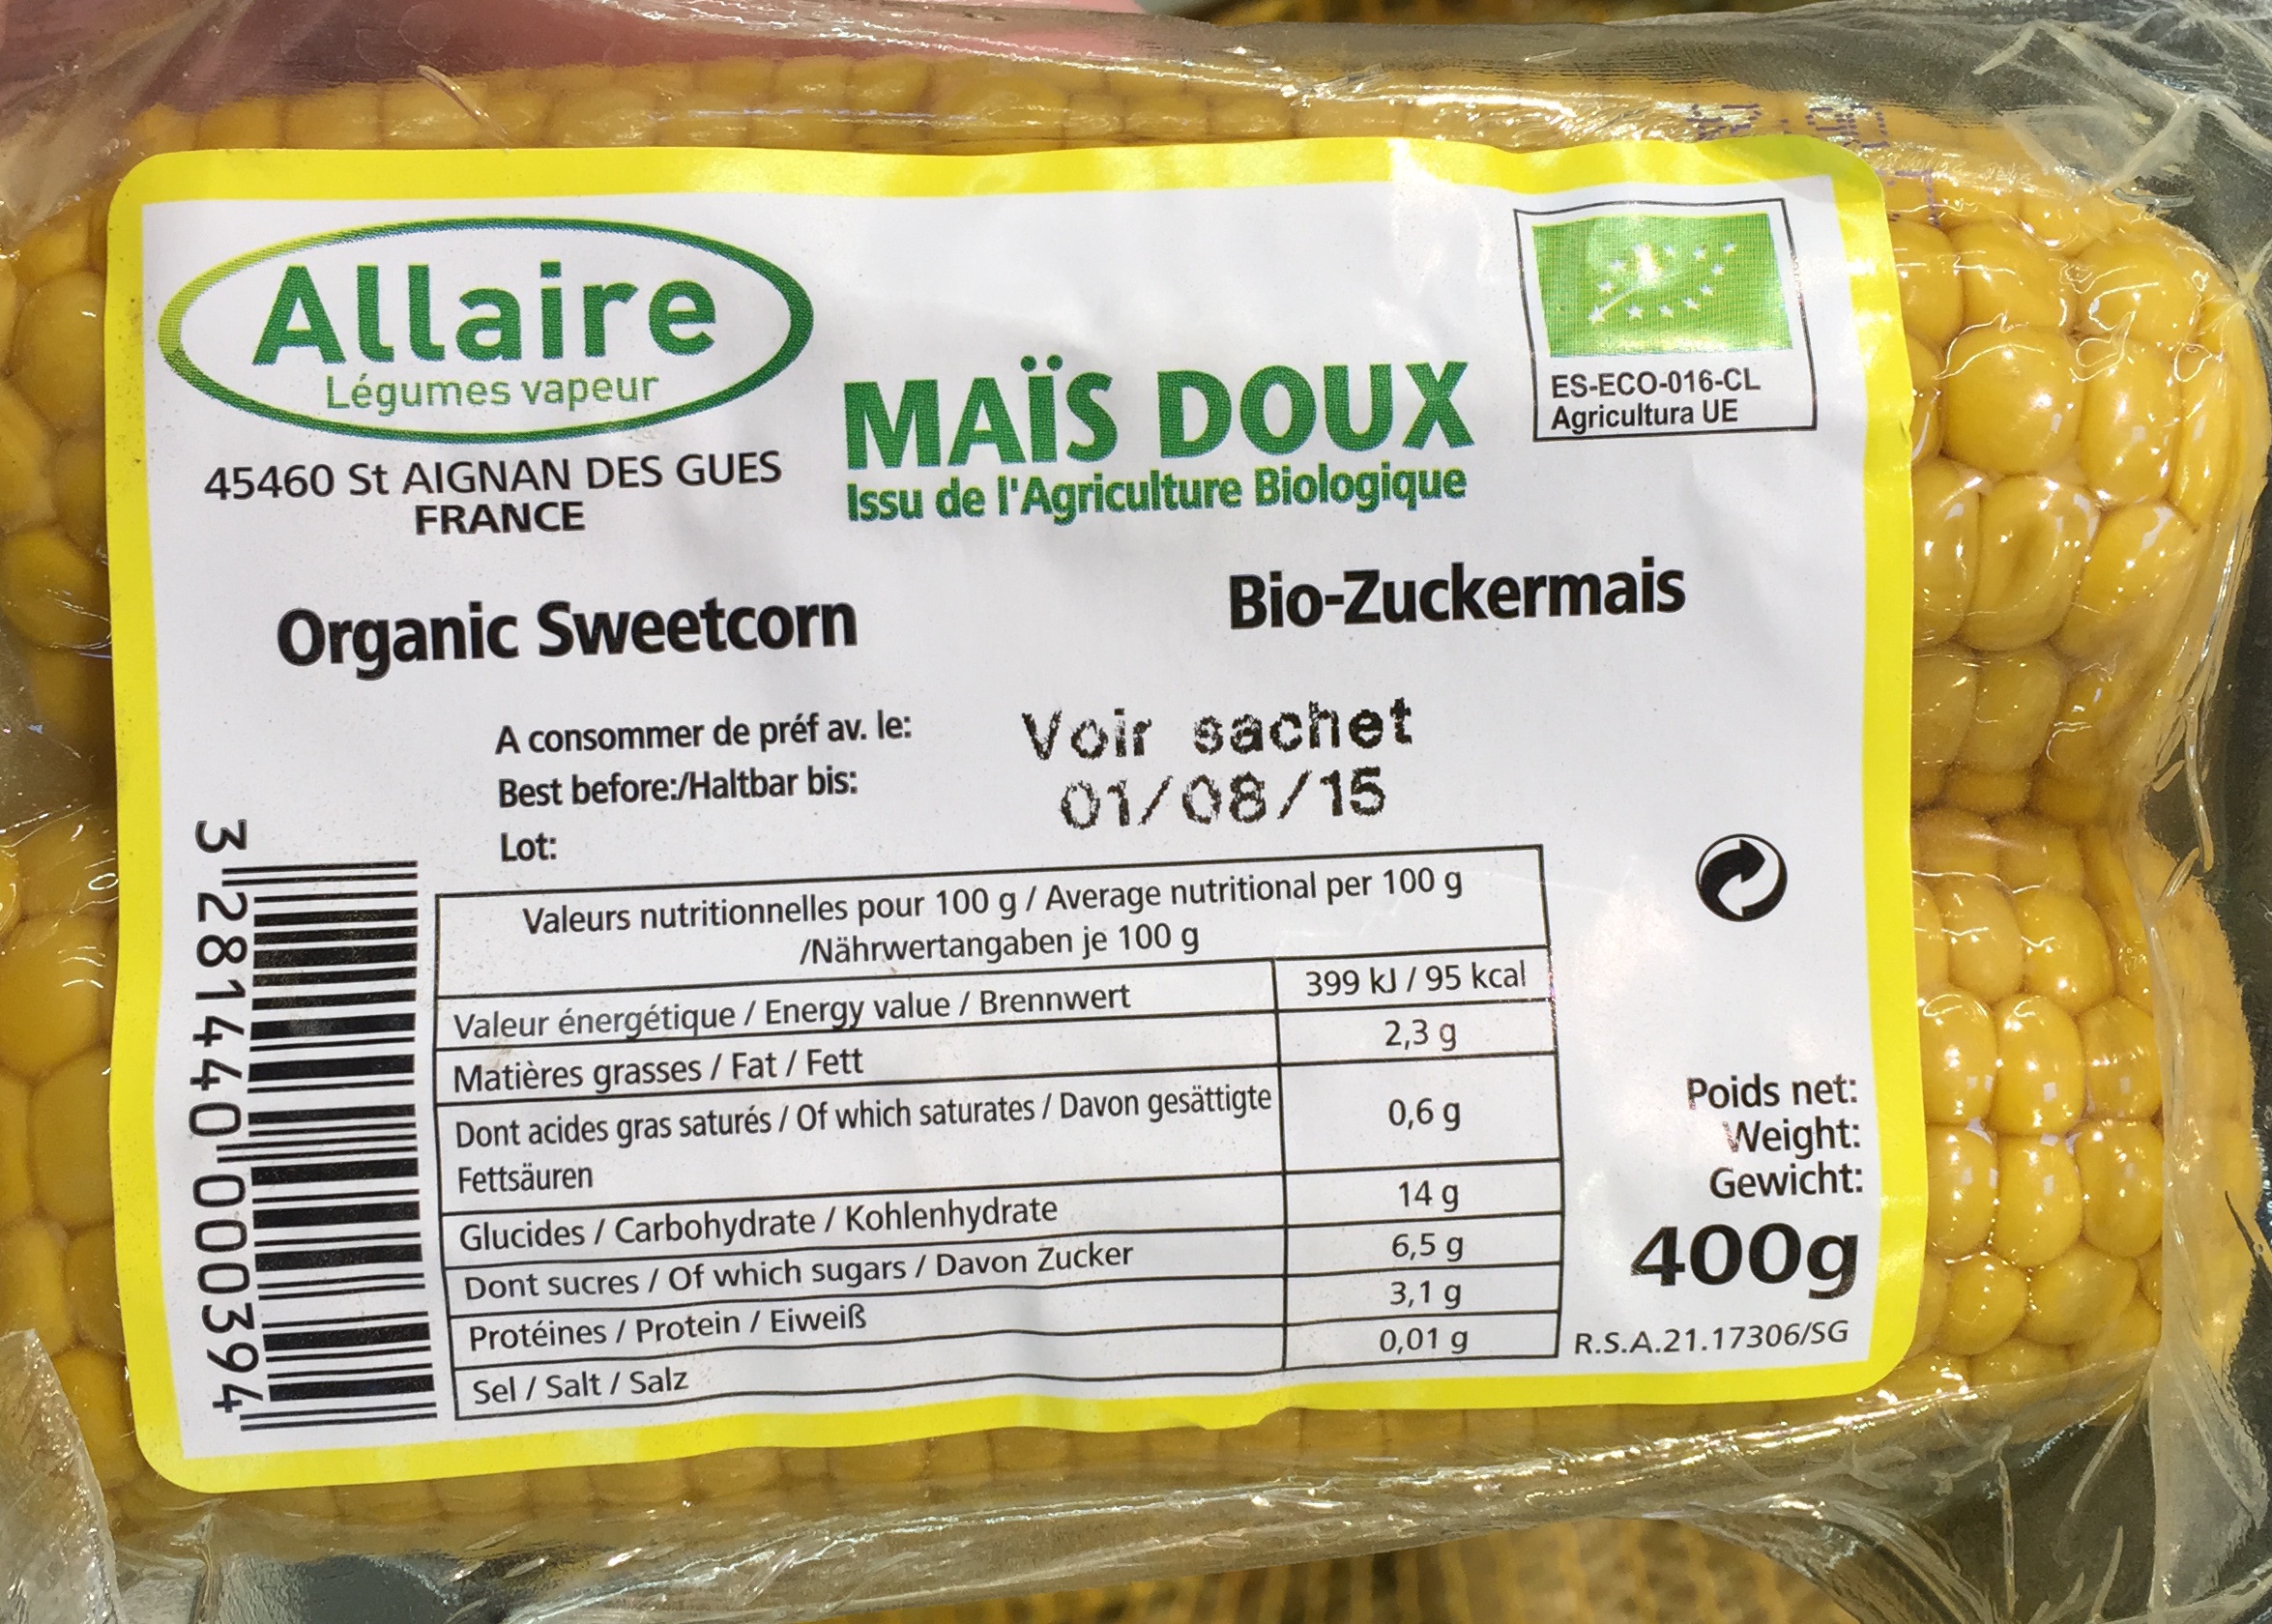 Allaire
Légumes vapeur
45460 St AIGNAN DES GUES
FRANCE
MAÏS DOUX
Issu de l'Agriculture Biologique
ES-ECO-016-CL
Agricultura UE
Organic Sweetcorn
Bio-Zuckermais
A consommer de préf av. le:
Best before:/Haltbar bis:
Lot:
Voir sachet
01/08/15
Valeurs nutritionnelles pour 100 g / Average nutritional per 100 g
/Nährwertangaben je 100 g
Valeur énergétique / Energy value / Brennwert 399 kJ / 95 kcal
Matières grasses / Fat / Fett 2,3 g
Dont acides gras saturés / Of which saturates / Davon gesättigte
Fettsäuren 0,6 g
Glucides / Carbohydrate / Kohlenhydrate 14 g
Dont sucres / Of which sugars / Davon Zucker 6,5 g
Protéines / Protein / Eiweiß 3,1 g
Sel / Salt / Salz 0,01 g
Poids net:
Weight:
Gewicht:
400g
R.S.A.21.17306/SG
3 281440 000394